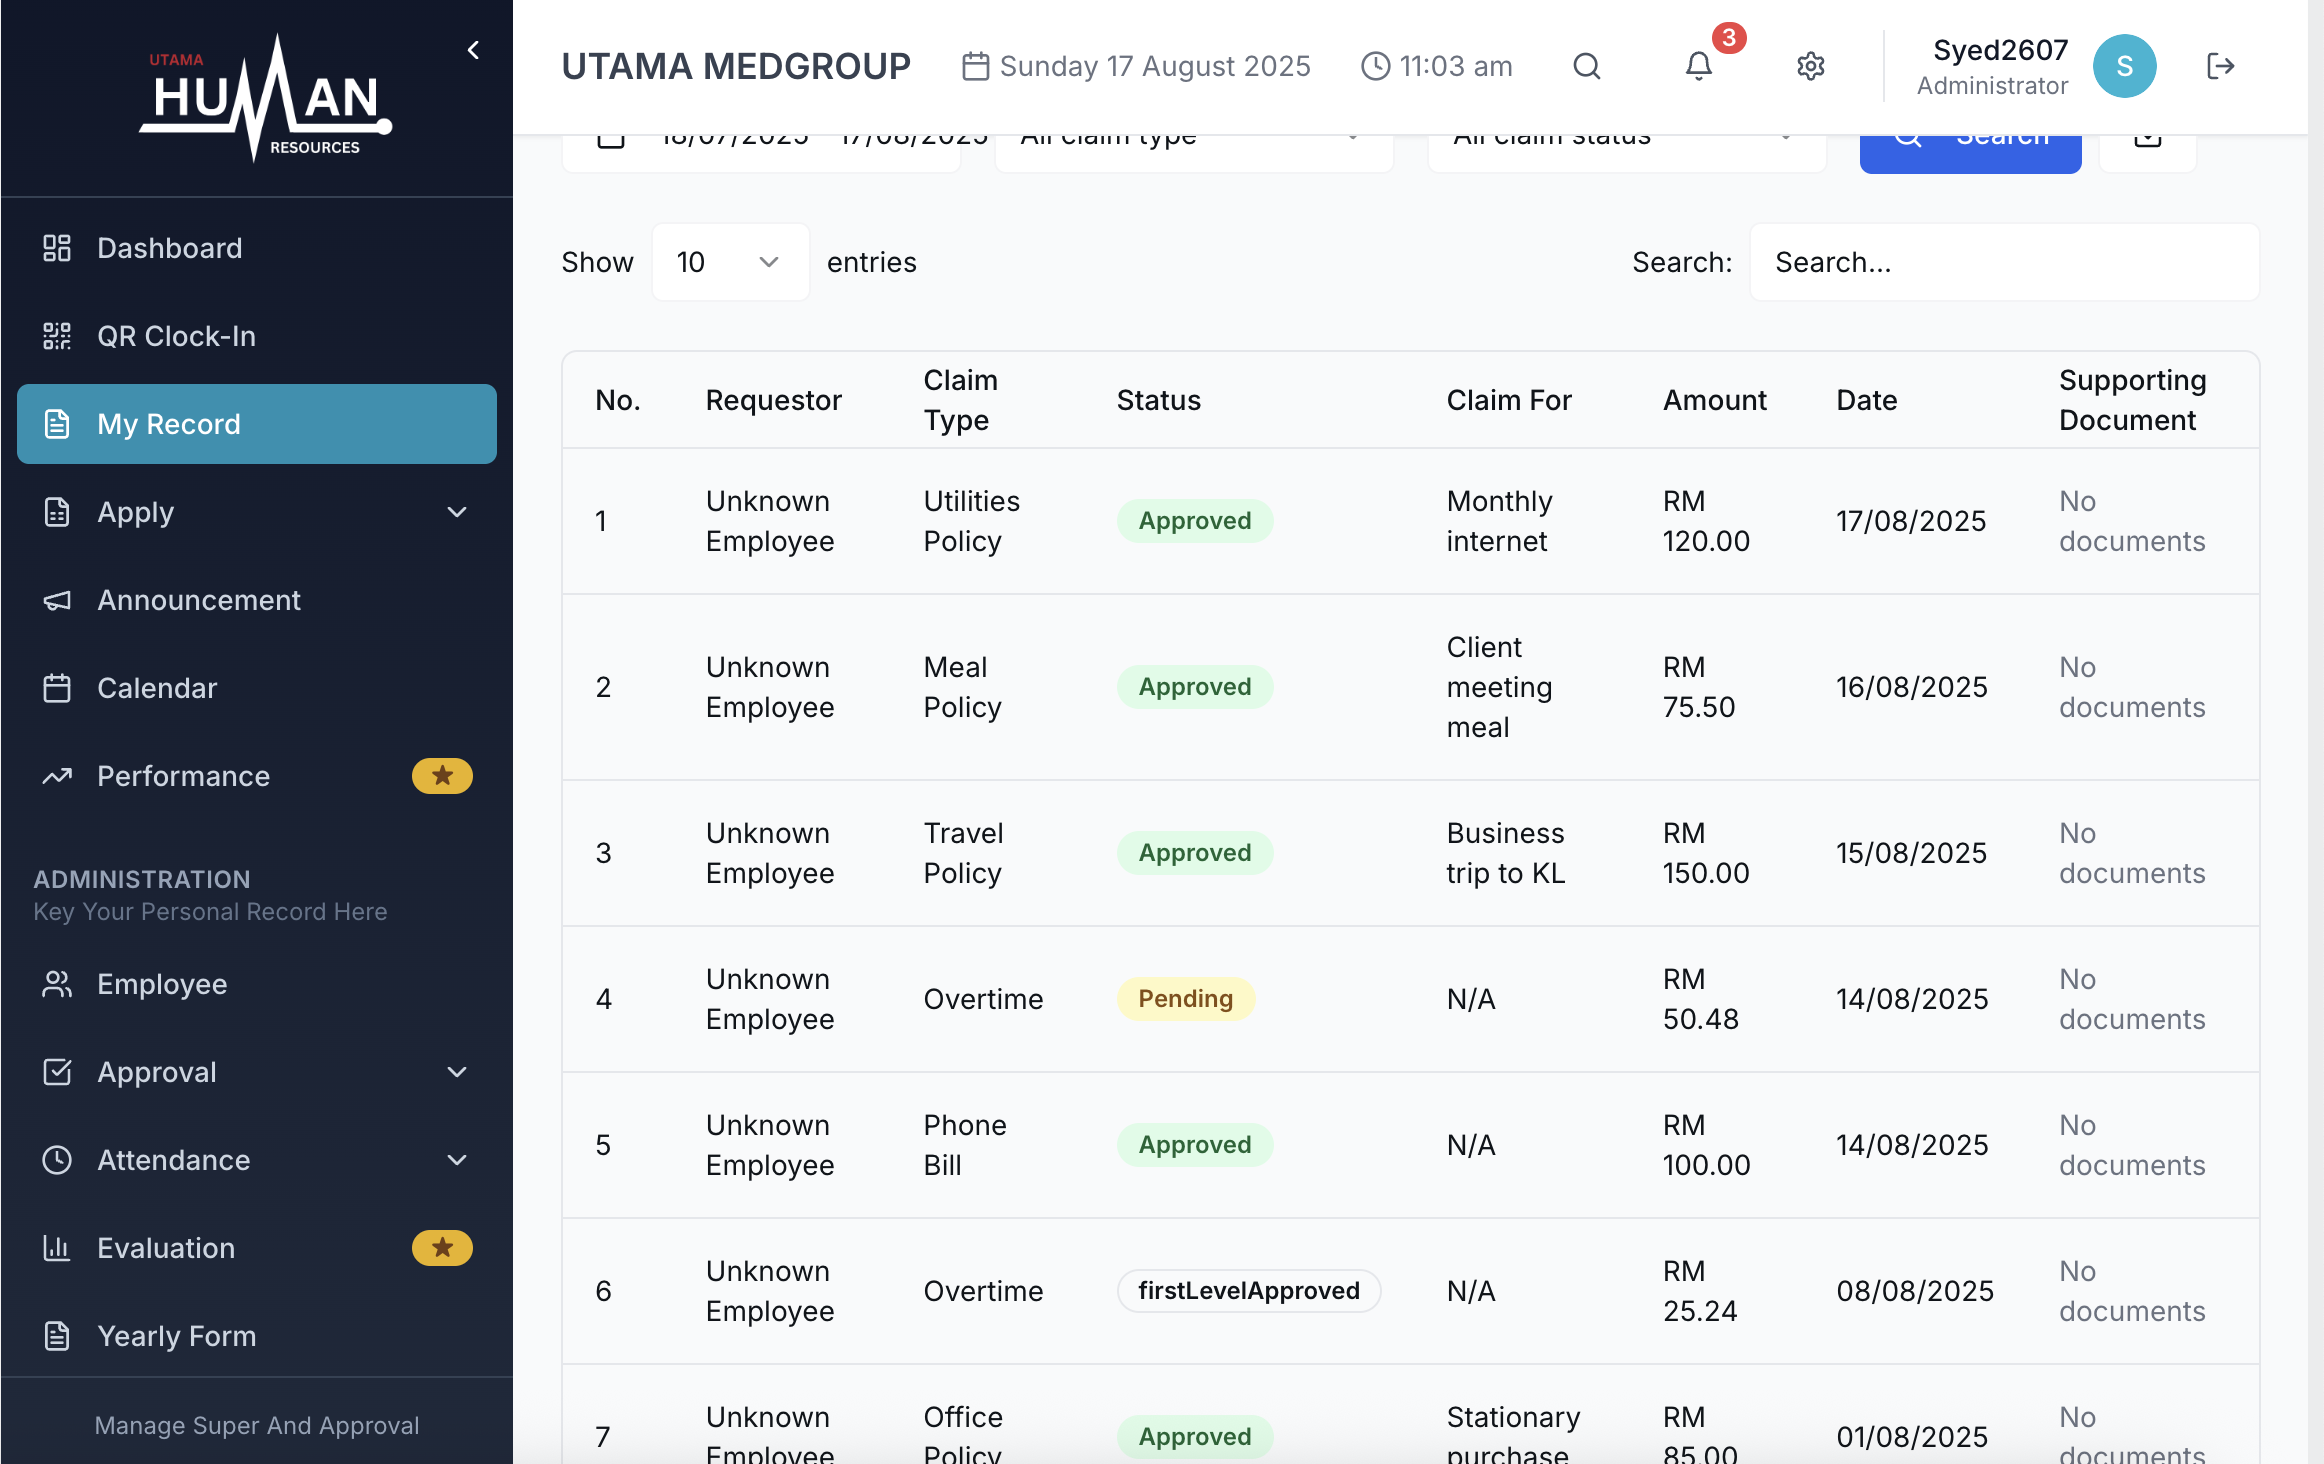 UTAMA
HUMAN
RESOURCES
Dashboard
QR Clock-In
My Record
Apply
Announcement
Calendar
Performance
ADMINISTRATION
Key Your Personal Record Here
Employee
Approval
Attendance
Evaluation
Yearly Form
Manage Super And Approval
UTAMA MEDGROUP
Sunday 17 August 2025
11:03 am
3
Syed2607
Administrator
S
18/07/2025 17/08/2025
All claim type
All claim status
Search
Show 10 entries
Search: Search...
No. Requestor Claim Type Status Claim For Amount Date Supporting Document
1 Unknown Employee Utilities Policy Approved Monthly internet RM 120.00 17/08/2025 No documents
2 Unknown Employee Meal Policy Approved Client meeting meal RM 75.50 16/08/2025 No documents
3 Unknown Employee Travel Policy Approved Business trip to KL RM 150.00 15/08/2025 No documents
4 Unknown Employee Overtime Pending N/A RM 50.48 14/08/2025 No documents
5 Unknown Employee Phone Bill Approved N/A RM 100.00 14/08/2025 No documents
6 Unknown Employee Overtime firstLevelApproved N/A RM 25.24 08/08/2025 No documents
7 Unknown Employee Office Policy Approved Stationary purchase RM 85.00 01/08/2025 No documents